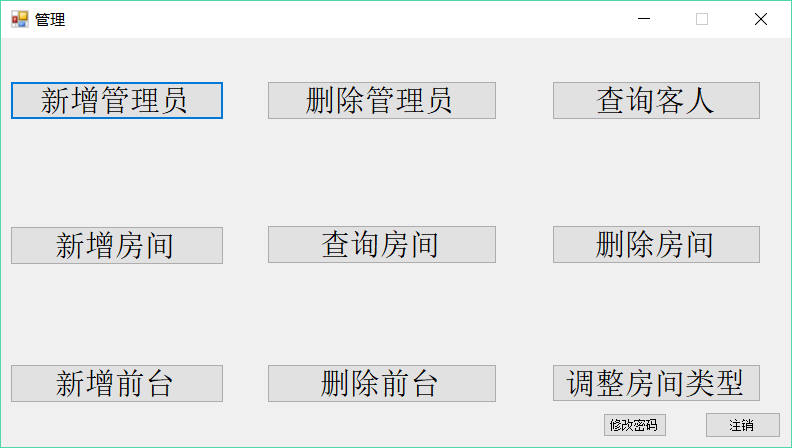 管理
新增管理员 删除管理员 查询客人
新增房间 查询房间 删除房间
新增前台 删除前台 调整房间类型
修改密码 注销